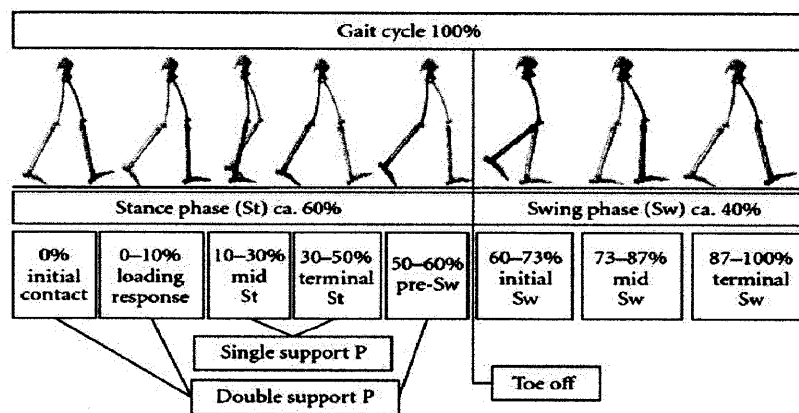 Gait cycle 100%
Stance phase (St) ca. 60%
Swing phase (Sw) ca. 40%
0%
initial
contact
0–10%
loading
response
10–30%
mid
St
30–50%
terminal
St
50–60%
pre-Sw
60–73%
initial
Sw
73–87%
mid
Sw
87–100%
terminal
Sw
Single support P
Double support P
Toe off